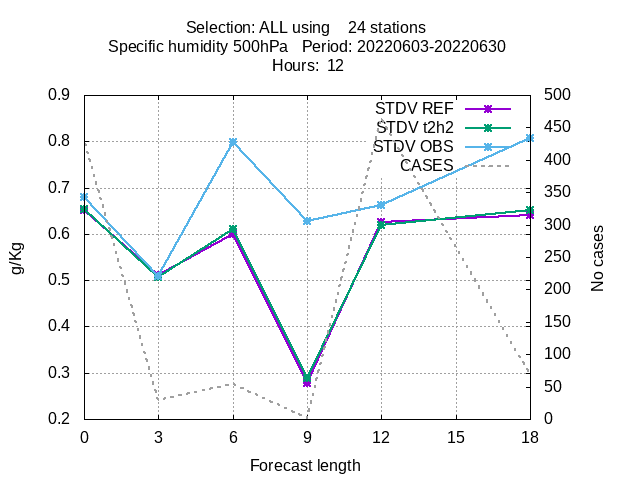 Selection: ALL using    24 stations
Specific humidity 500hPa   Period: 20220603-20220630
Hours:  12
0.9
0.8
0.7
0.6
0.5
0.4
0.3
0.2
g/Kg
STDV REF
STDV t2h2
STDV OBS
CASES
500
450
400
350
300
250
200
150
100
50
0
No cases
0 3 6 9 12 15 18
Forecast length